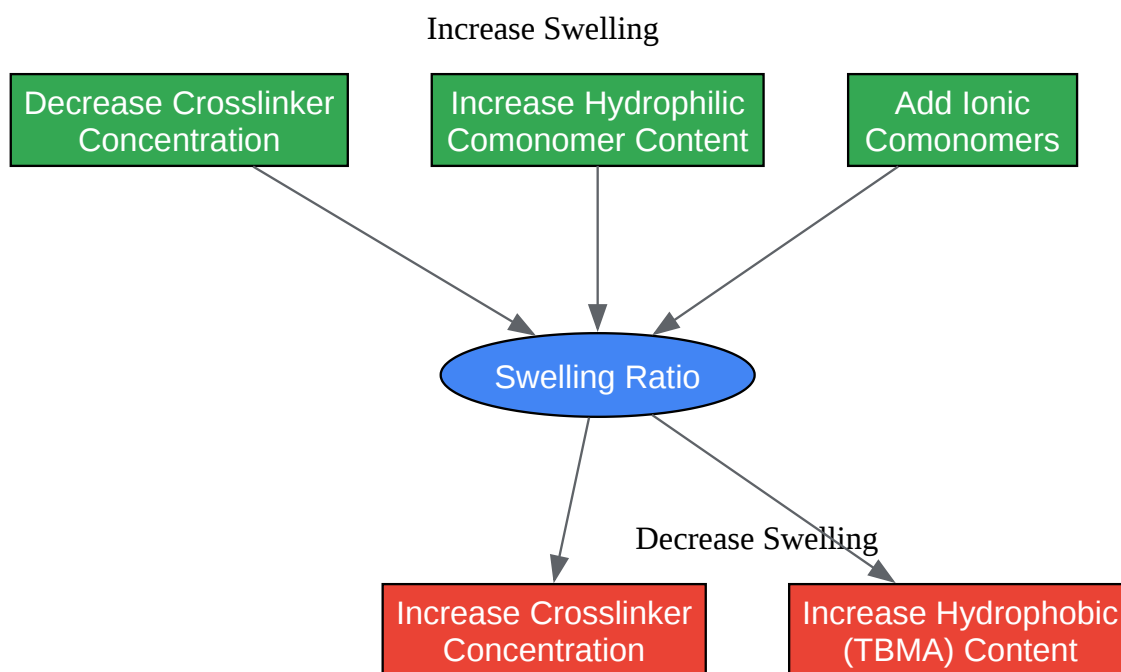 Increase Swelling
Decrease Crosslinker
Concentration
Increase Hydrophilic
Comonomer Content
Add Ionic
Comonomers
Swelling Ratio
Decrease Swelling
Increase Crosslinker
Concentration
Increase Hydrophobic
(TBMA) Content